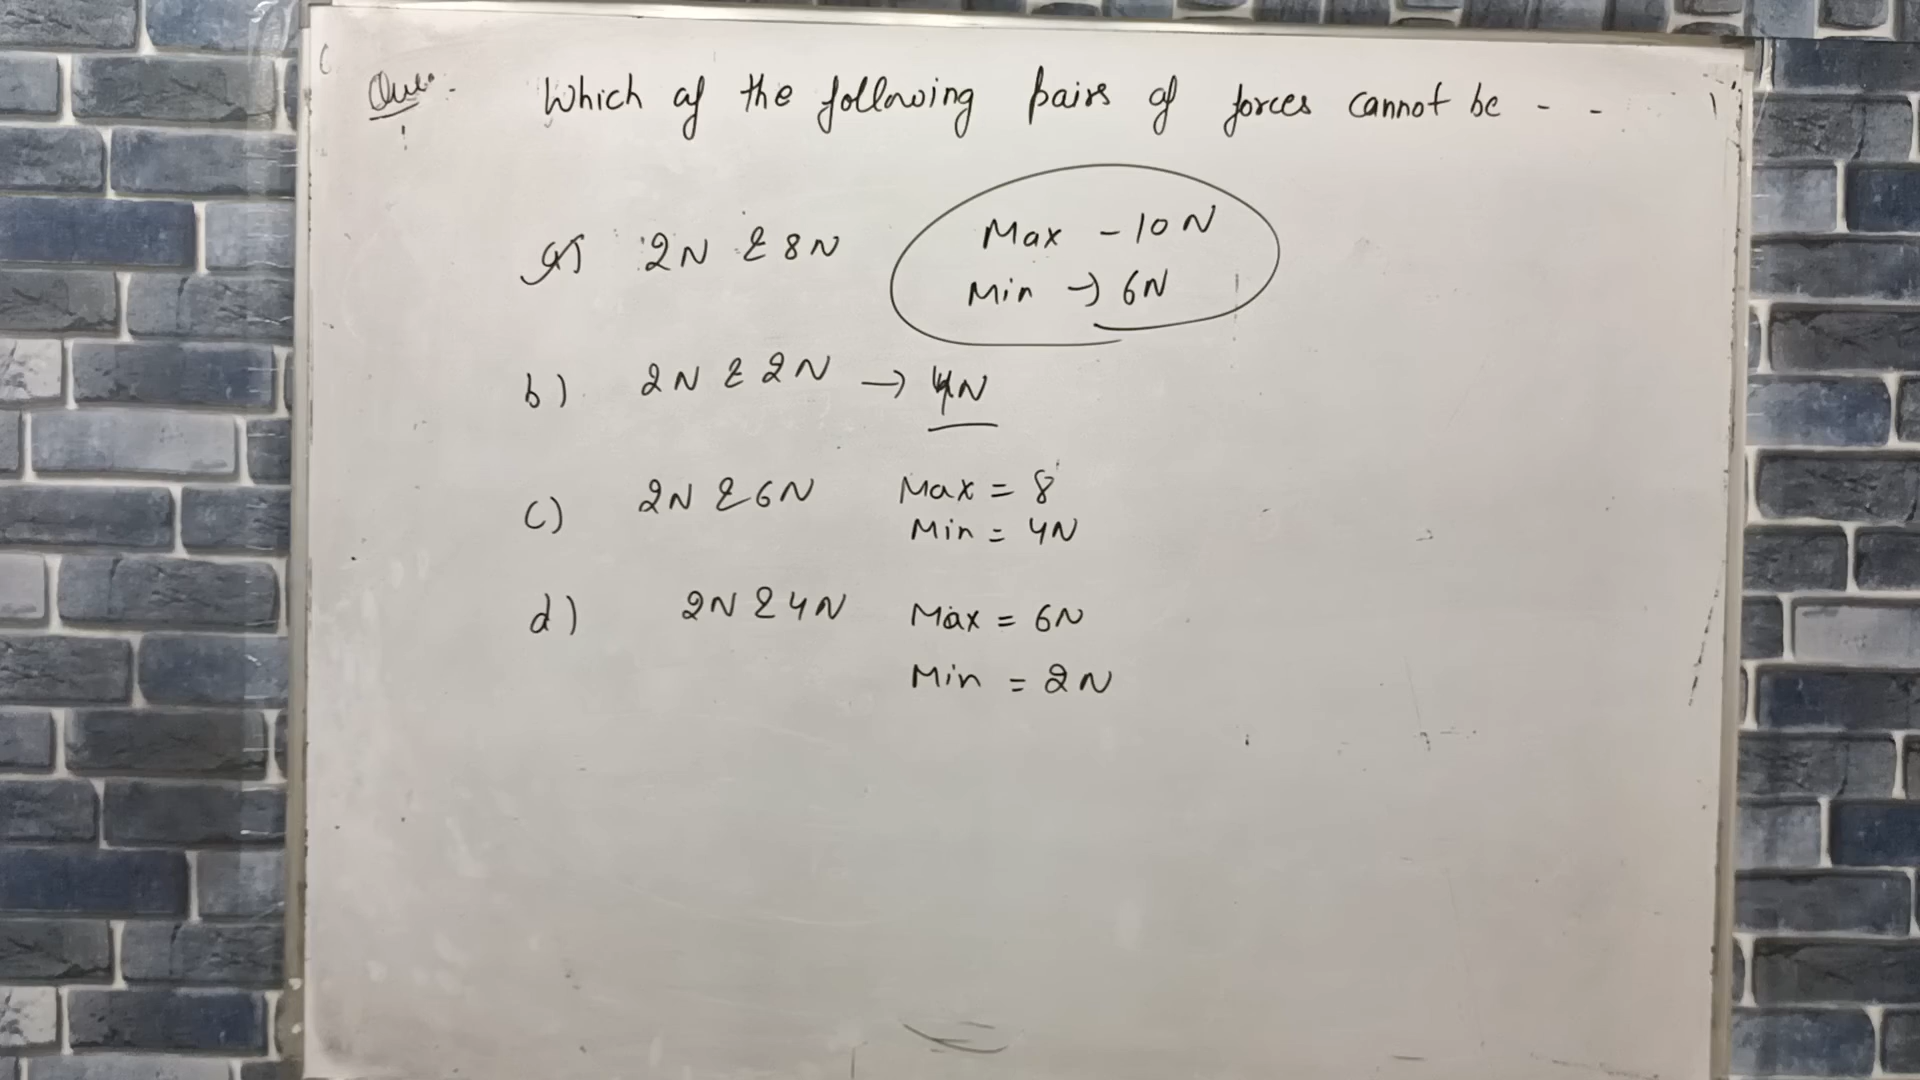 Ques. Which of the following pairs of forces cannot be - -
a) 2N & 8N Max - 10 N
Min → 6N
b) 2N & 2N → 4N
c) 2N & 6N Max = 8
Min = 4N
d) 2N & 4N Max = 6N
Min = 2N